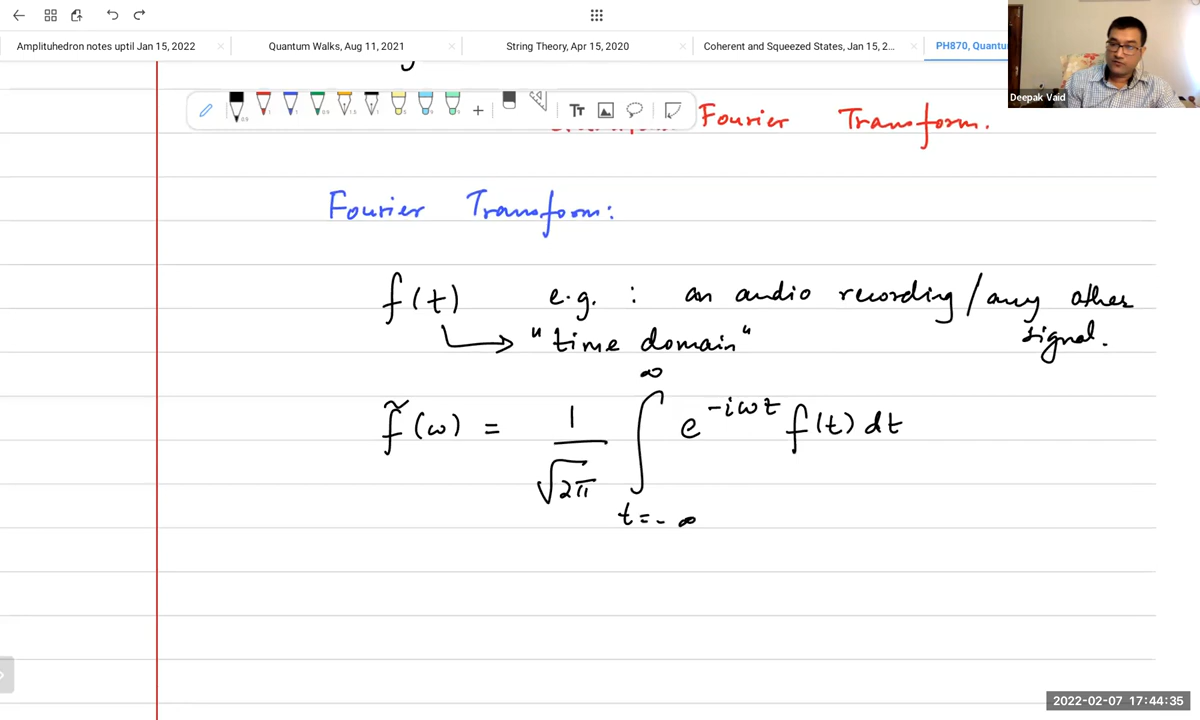 Amplituhedron notes uptil Jan 15, 2022 × Quantum Walks, Aug 11, 2021 × String Theory, Apr 15, 2020 × Coherent and Squeezed States, Jan 15, 2... × PH870, Quantu
Deepak Vaid
Tт
Fourier Transform.
Fourier Transform:
f(t) e.g. : an audio recording/any other signal.
↳ "time domain"
f̃(ω) = 1/√2π ∫_{t=-∞}^{∞} e^{-iωt} f(t) dt
2022-02-07 17:44:35